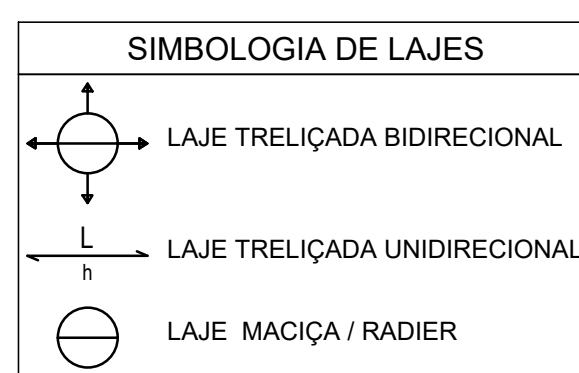 SIMBOLOGIA DE LAJES
LAJE TRELIÇADA BIDIRECIONAL
L
h
LAJE TRELIÇADA UNIDIRECIONAL
LAJE MACIÇA / RADIER